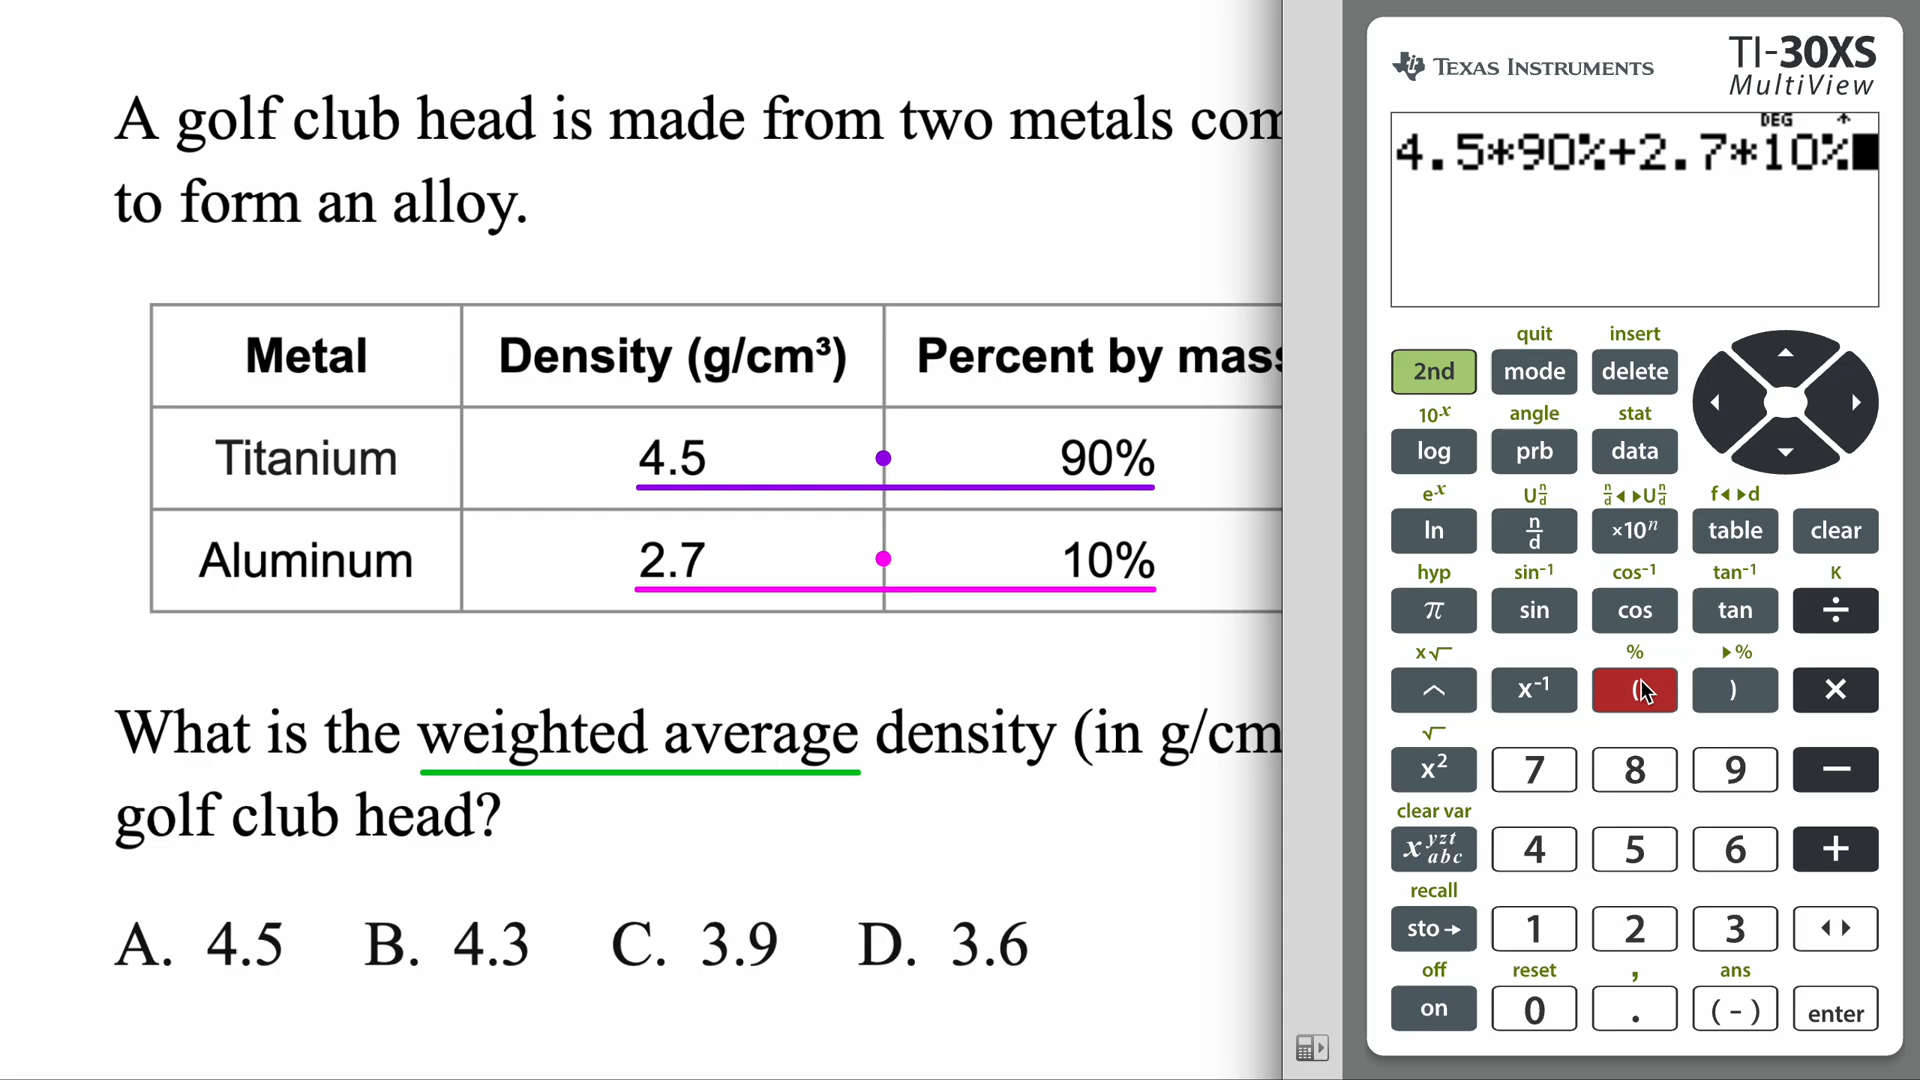 A golf club head is made from two metals com
to form an alloy.
Metal Density (g/cm³) Percent by mass
Titanium 4.5 90%
Aluminum 2.7 10%
What is the weighted average density (in g/cm
golf club head?
A. 4.5 B. 4.3 C. 3.9 D. 3.6
TEXAS INSTRUMENTS TI-30XS
MultiView
DEG
4.5*90%+2.7*10%
quit insert
2nd mode delete
10ˣ angle stat
log prb data
eˣ U n/d n/d◄►U n/d f◄►d
ln n/d ×10ⁿ table clear
hyp sin⁻¹ cos⁻¹ tan⁻¹ K
π sin cos tan ÷
x√ % ►%
^ x⁻¹ ( ) ×
√
x² 7 8 9 −
clear var
x yzt abc 4 5 6 +
recall
sto→ 1 2 3 ◄►
off reset , ans
on 0 . (-) enter